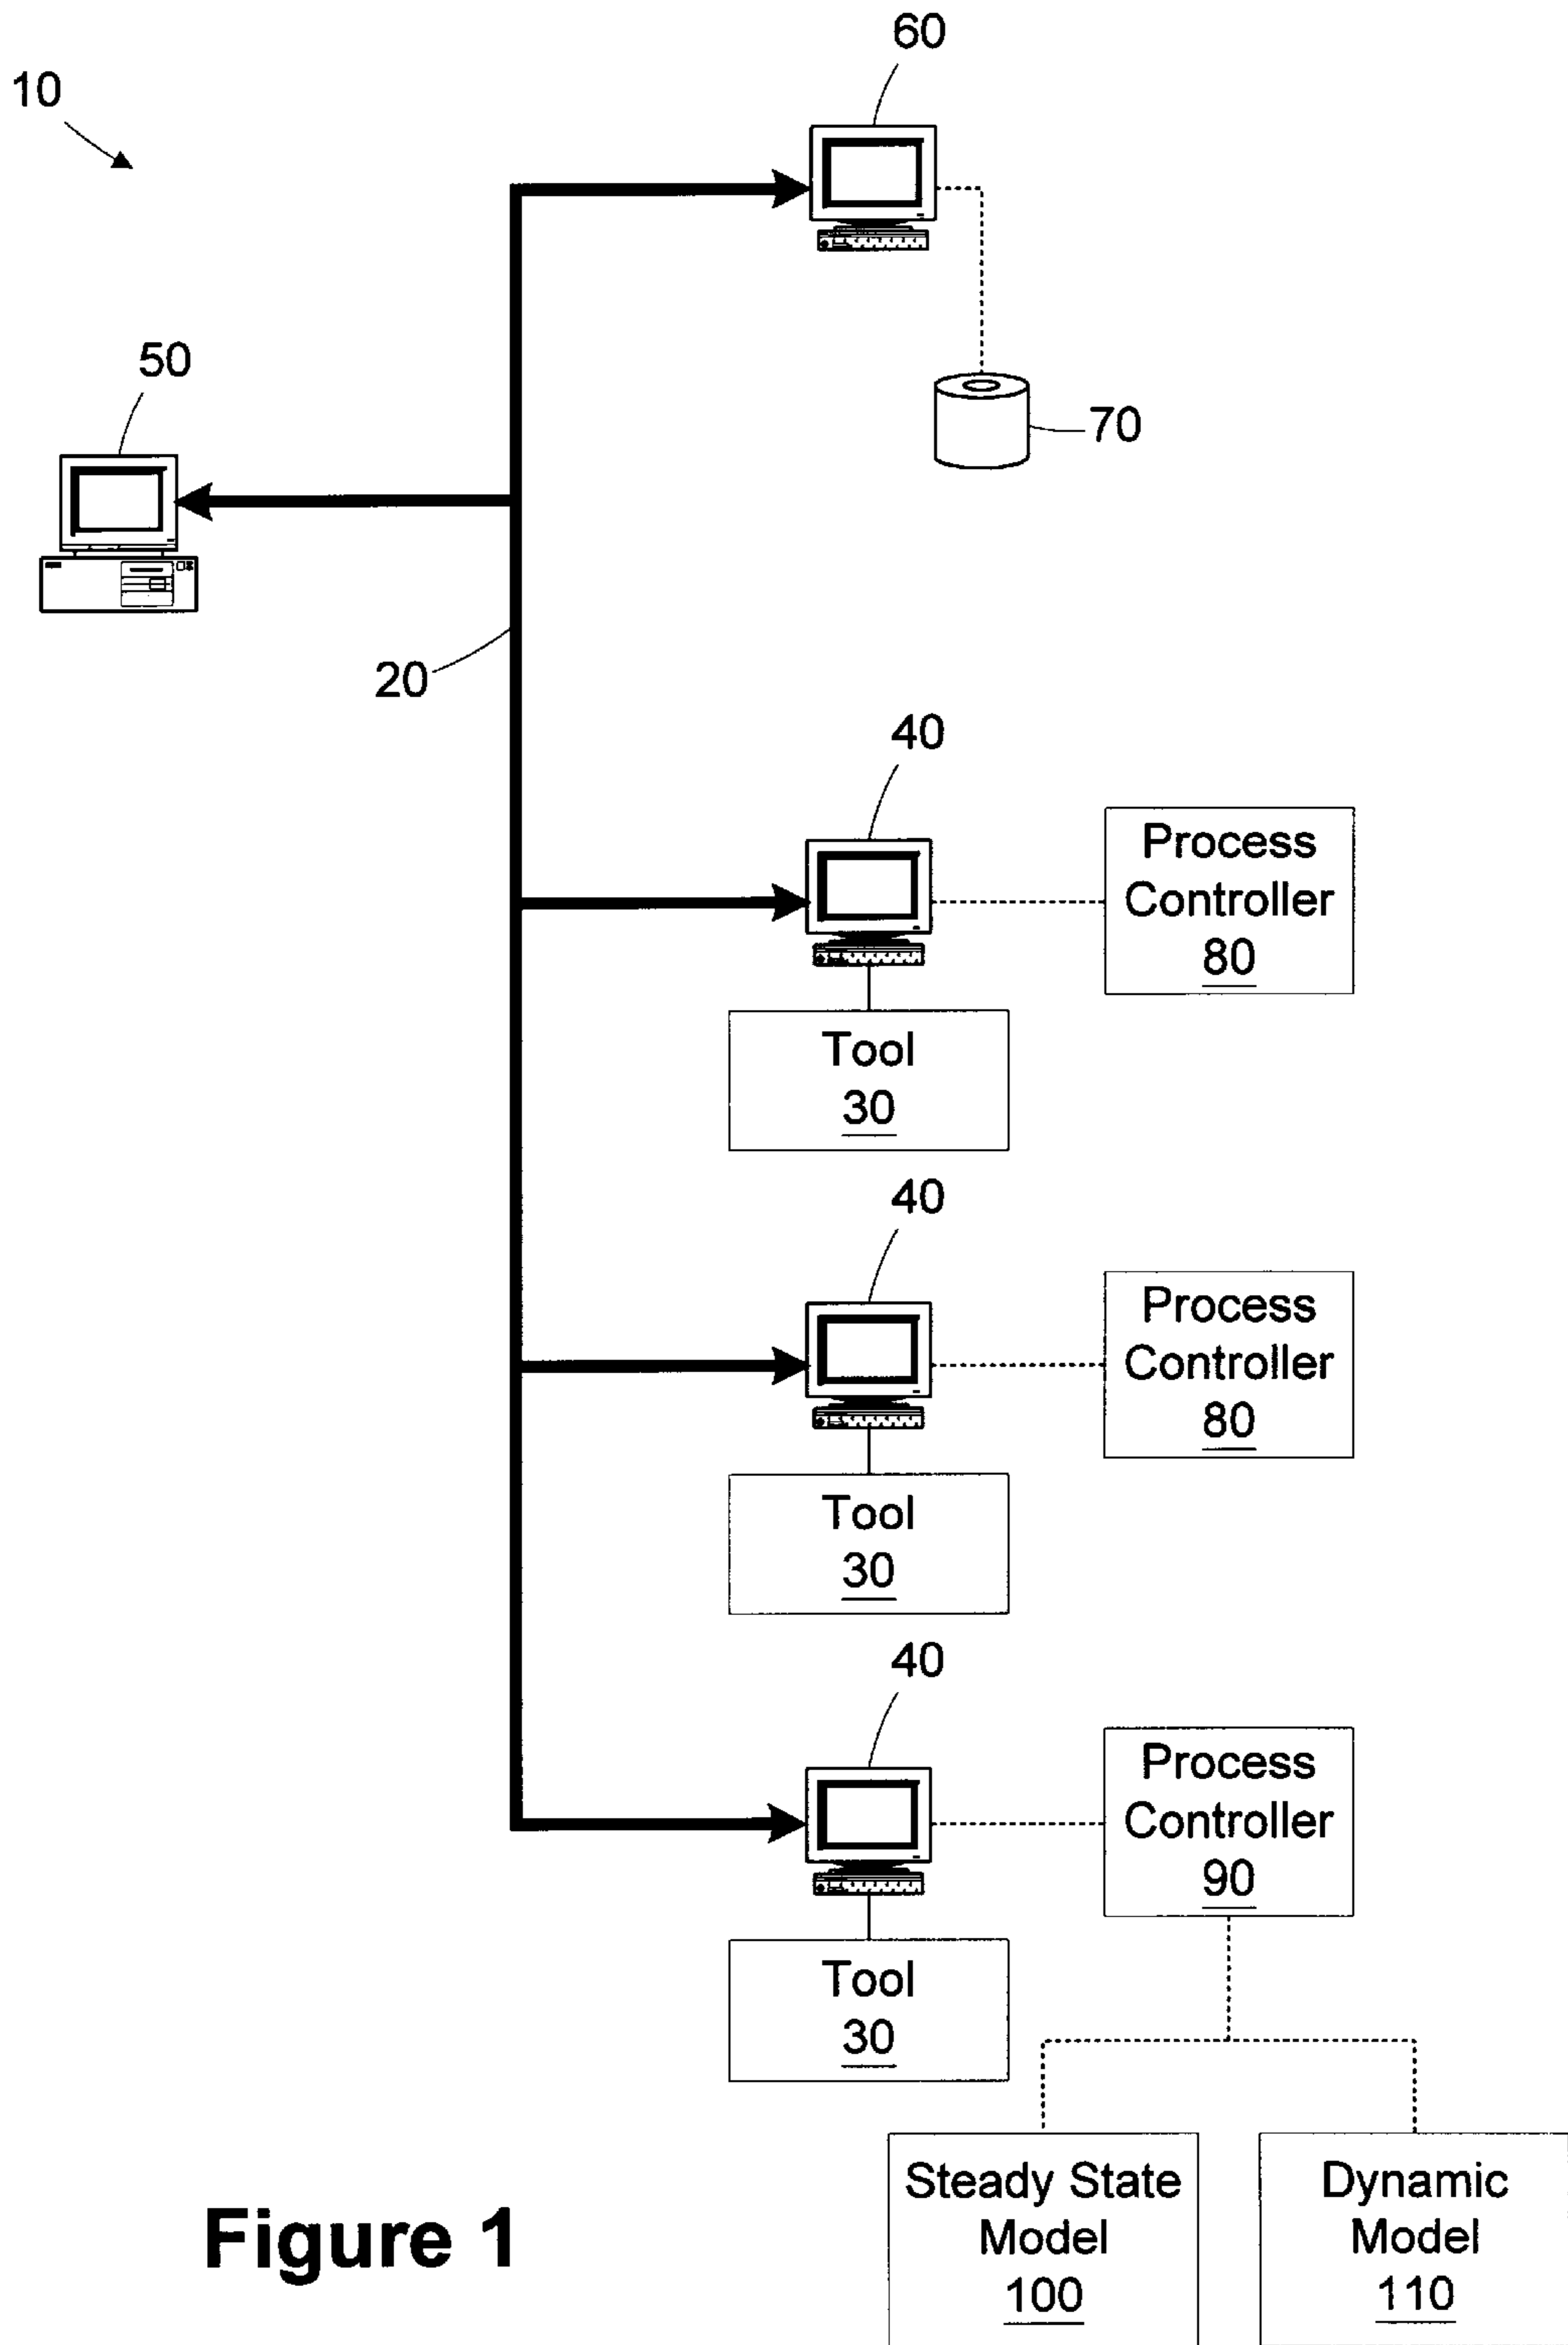 60
10
50
70
20
40
Process
Controller
80
Tool
30
40
Process
Controller
80
Tool
30
40
Process
Controller
90
Tool
30
Steady State
Model
100
Dynamic
Model
110
Figure 1